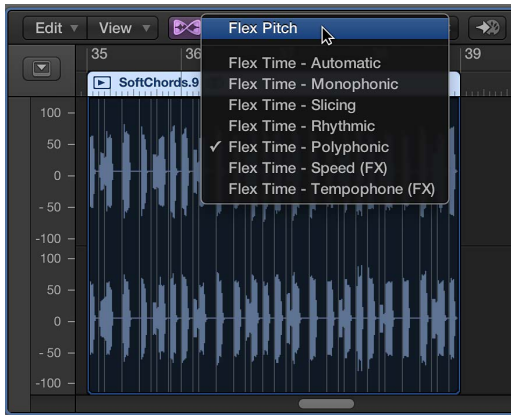 Edit View Flex Pitch
35 36 39
Flex Time - Automatic
SoftChords.9
Flex Time - Monophonic
Flex Time - Slicing
100
Flex Time - Rhythmic
50
✓ Flex Time - Polyphonic
0
Flex Time - Speed (FX)
Flex Time - Tempophone (FX)
- 50
-100
100
50
0
- 50
-100